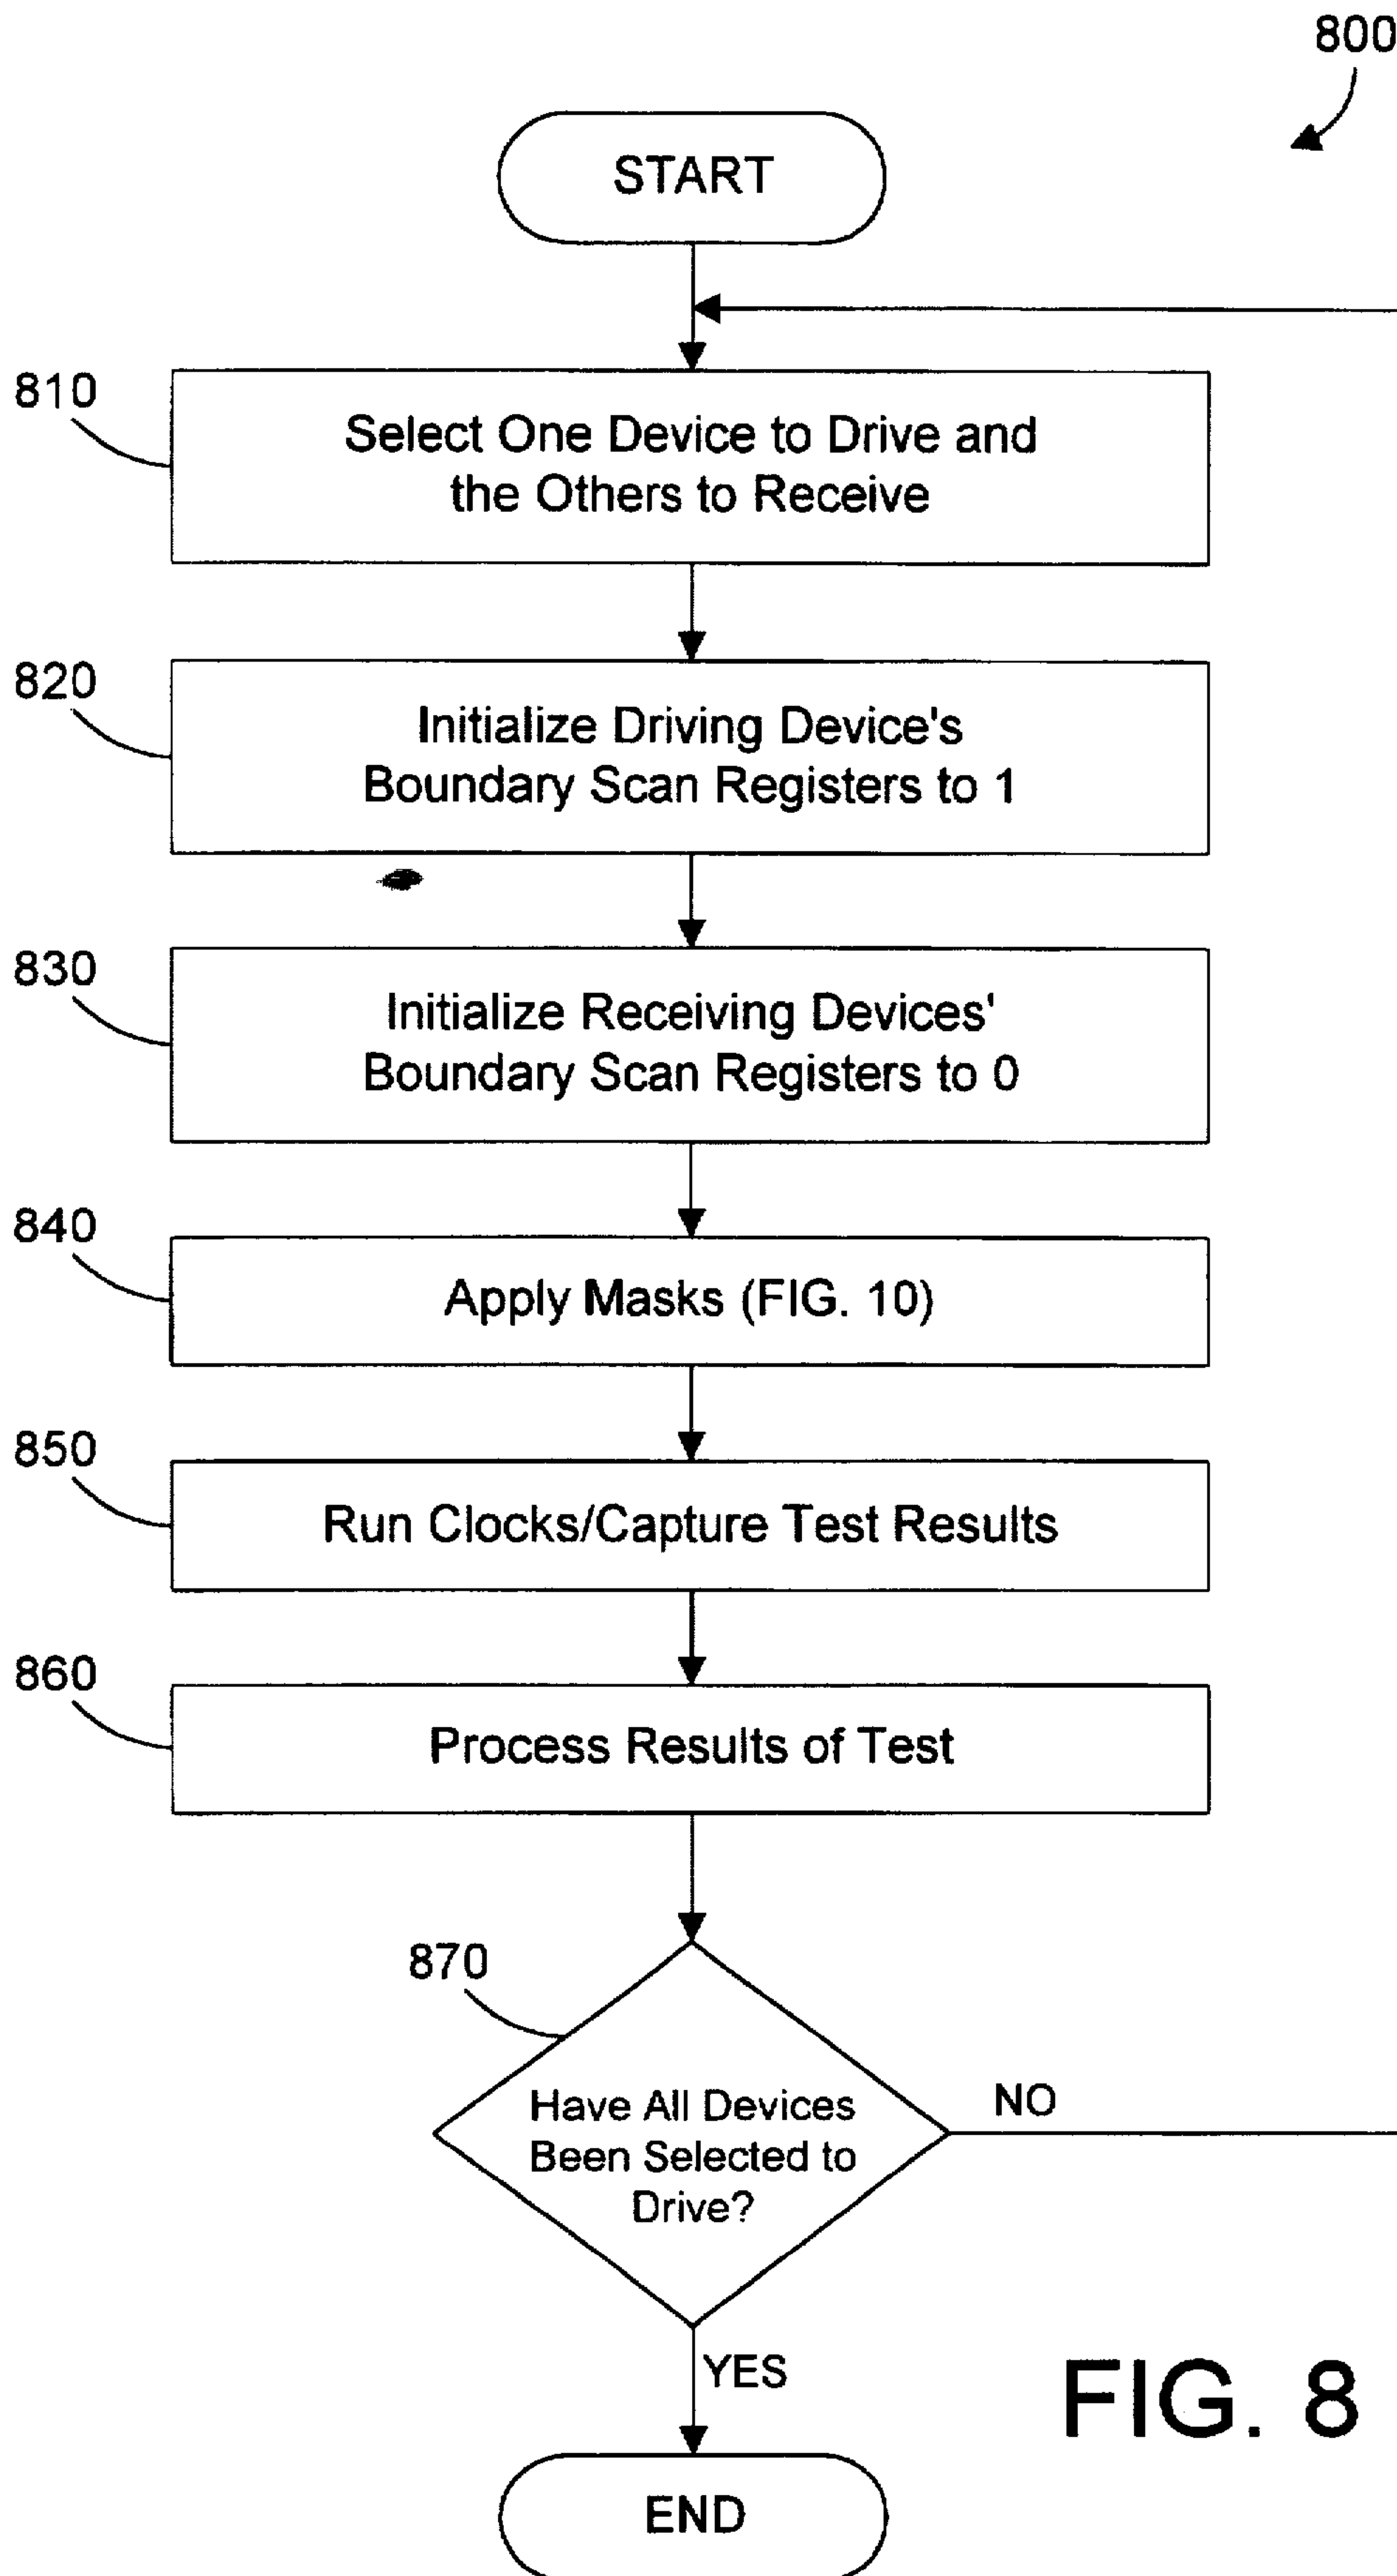 800
START
810
Select One Device to Drive and
the Others to Receive
820
Initialize Driving Device's
Boundary Scan Registers to 1
830
Initialize Receiving Devices'
Boundary Scan Registers to 0
840
Apply Masks (FIG. 10)
850
Run Clocks/Capture Test Results
860
Process Results of Test
870
Have All Devices
Been Selected to
Drive?
NO
YES
FIG. 8
END